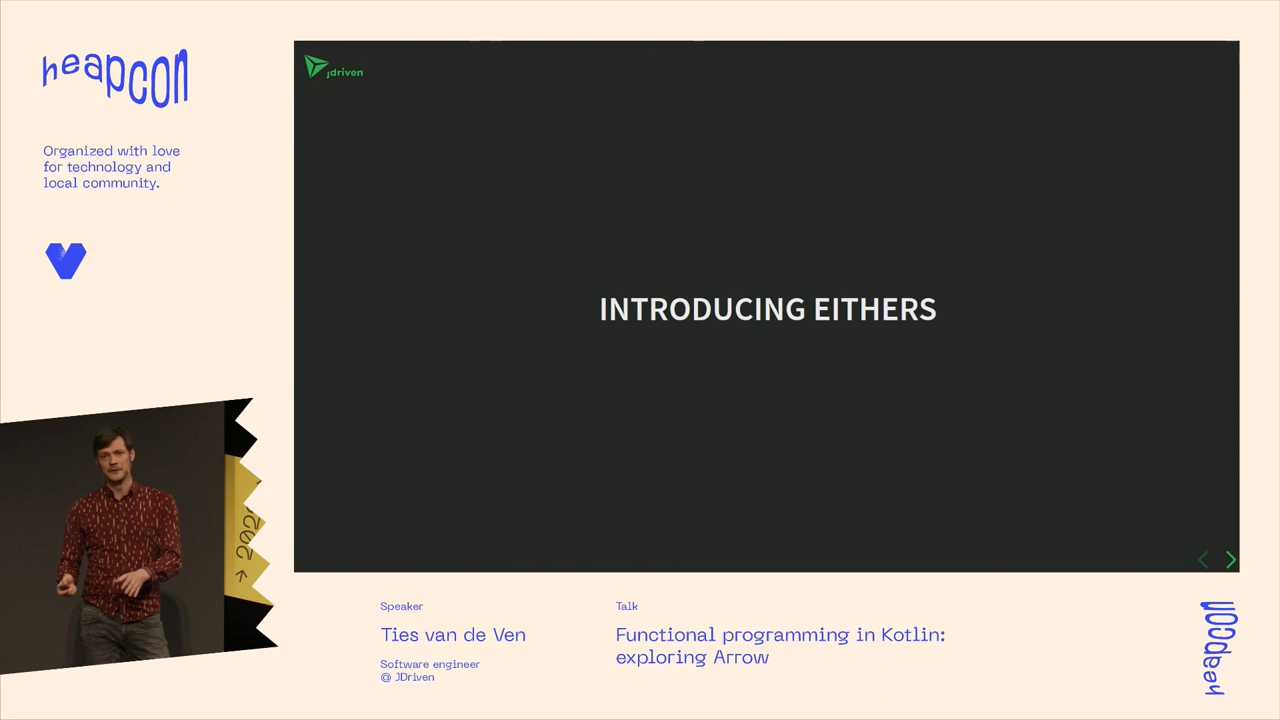 heapcon
Organized with love
for technology and
local community.
jdriven
INTRODUCING EITHERS
Speaker
Ties van de Ven
Software engineer
@ JDriven
Talk
Functional programming in Kotlin:
exploring Arrow
heapcon